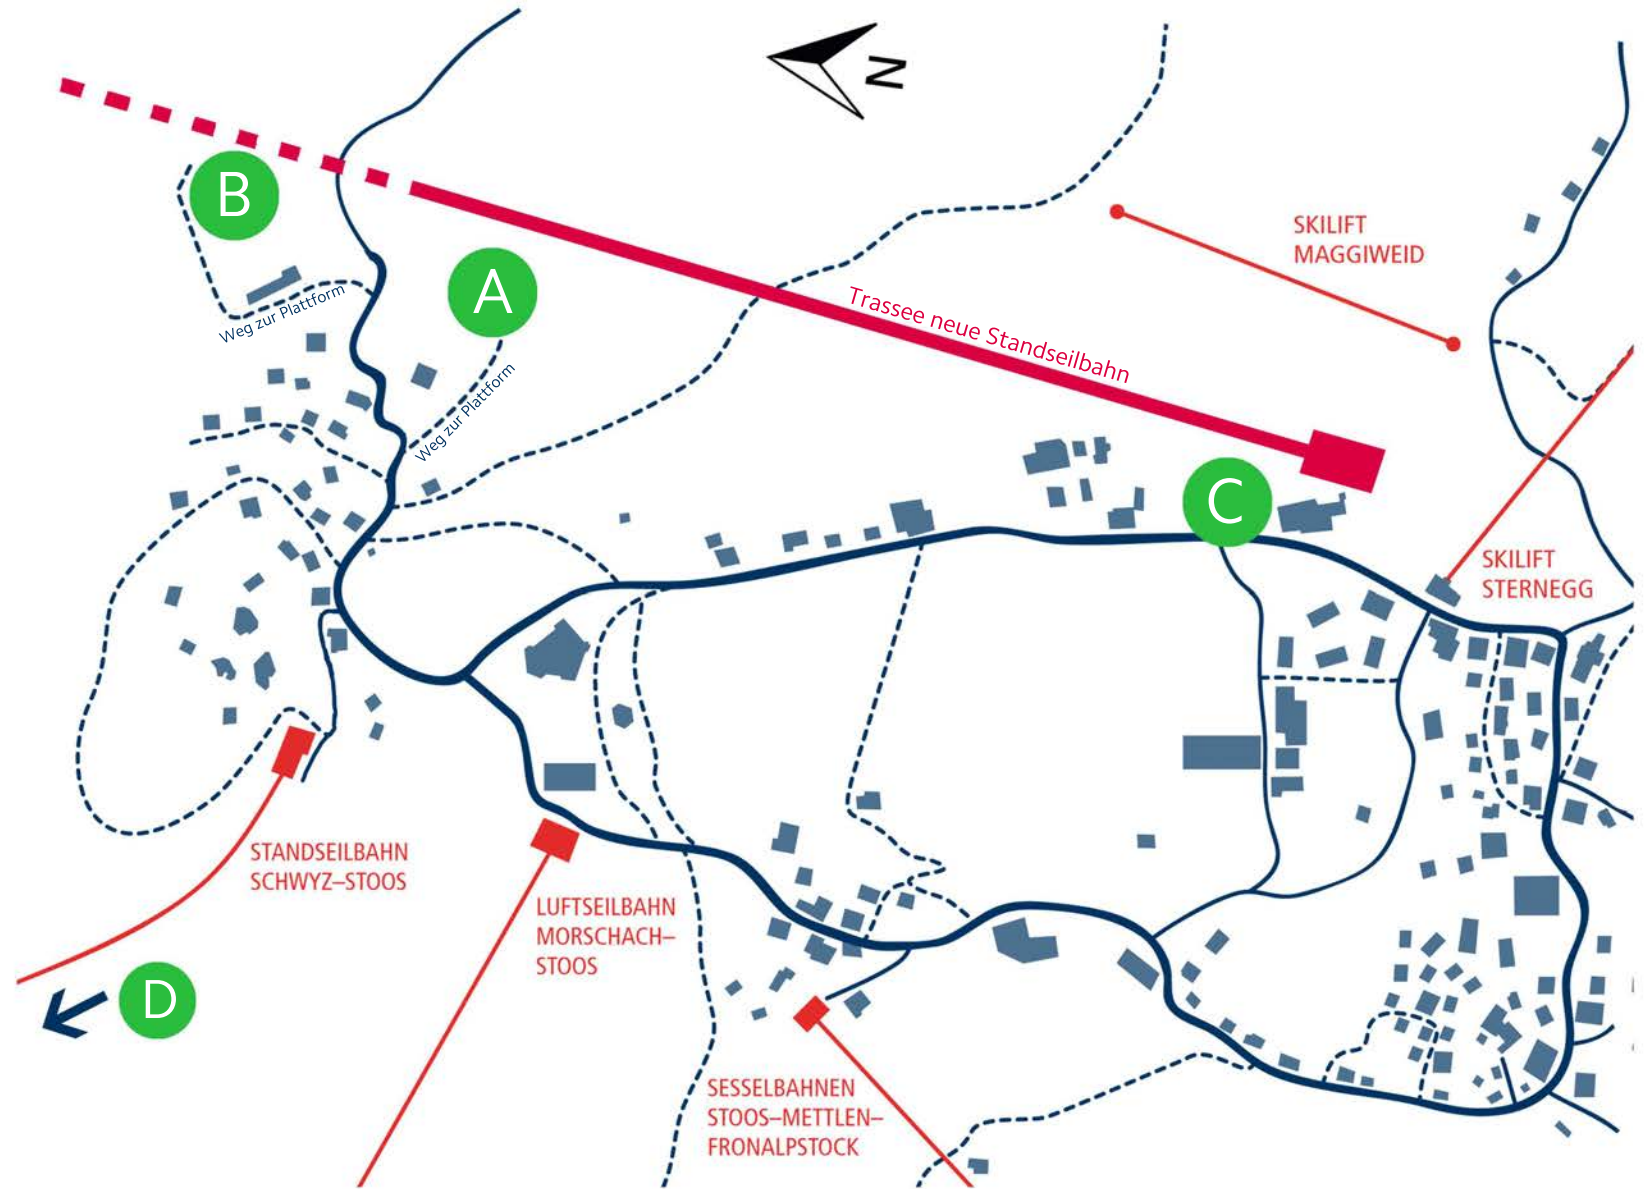 N
B
SKILIFT
MAGGIWEID
A
Weg zur Plattform
Trassee neue Standseilbahn
Weg zur Plattform
C
SKILIFT
STERNEGG
STANDSEILBAHN
SCHWYZ–STOOS
LUFTSEILBAHN
MORSCHACH–
STOOS
D
SESSELBAHNEN
STOOS–METTLEN–
FRONALPSTOCK